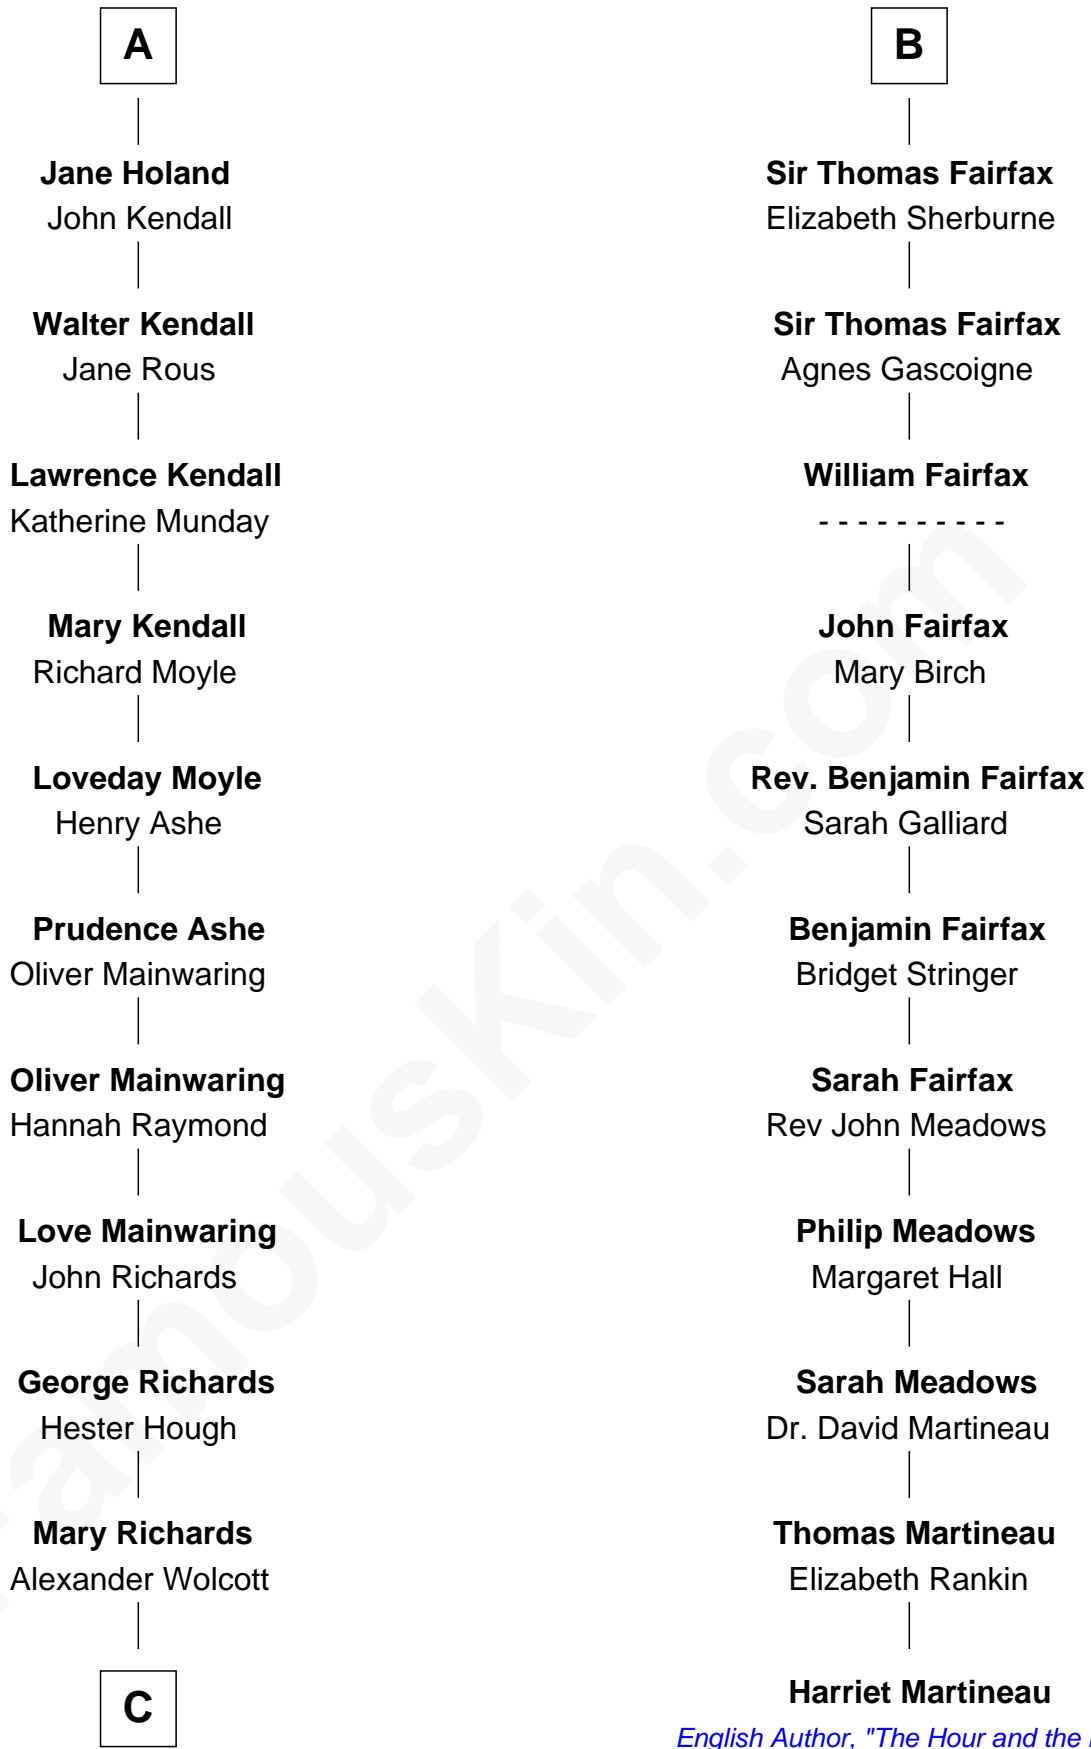 A
Jane Holand
John Kendall
Walter Kendall
Jane Rous
Lawrence Kendall
Katherine Munday
Mary Kendall
Richard Moyle
Loveday Moyle
Henry Ashe
Prudence Ashe
Oliver Mainwaring
Oliver Mainwaring
Hannah Raymond
Love Mainwaring
John Richards
George Richards
Hester Hough
Mary Richards
Alexander Wolcott
C
B
Sir Thomas Fairfax
Elizabeth Sherburne
Sir Thomas Fairfax
Agnes Gascoigne
William Fairfax
- - - - - - - - - -
John Fairfax
Mary Birch
Rev. Benjamin Fairfax
Sarah Galliard
Benjamin Fairfax
Bridget Stringer
Sarah Fairfax
Rev John Meadows
Philip Meadows
Margaret Hall
Sarah Meadows
Dr. David Martineau
Thomas Martineau
Elizabeth Rankin
Harriet Martineau
English Author, "The Hour and the
FamousKin.com